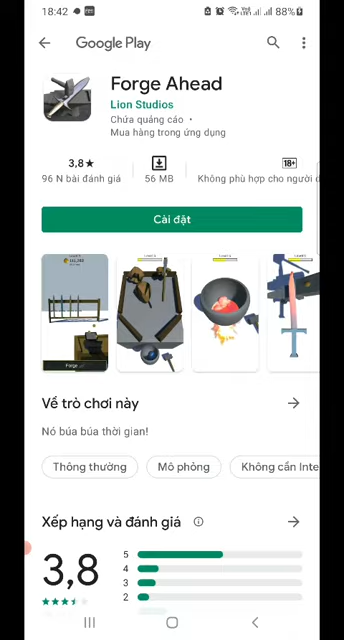 18:42
88%
Google Play
Forge Ahead
Lion Studios
Chứa quảng cáo •
Mua hàng trong ứng dụng
3,8★
96 N bài đánh giá
56 MB
18+
Không phù hợp cho người
Cài đặt
Forge
Về trò chơi này
Nó búa búa thời gian!
Thông thường
Mô phỏng
Không cần Inte
Xếp hạng và đánh giá
3,8
5
4
3
2